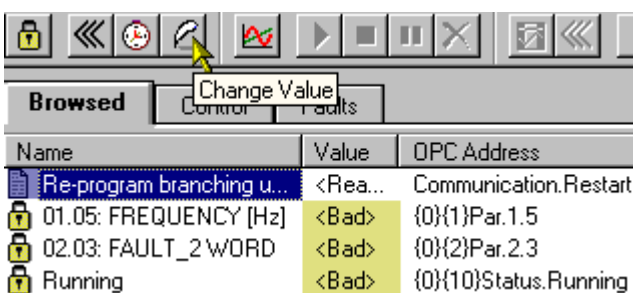 Change Value
Browsed Control Faults
Name Value OPC Address
Re-program branching u... <Rea... Communication.Restart
01.05: FREQUENCY [Hz] <Bad> {0}{1}Par.1.5
02.03: FAULT_2 WORD <Bad> {0}{2}Par.2.3
Running <Bad> {0}{10}Status.Running